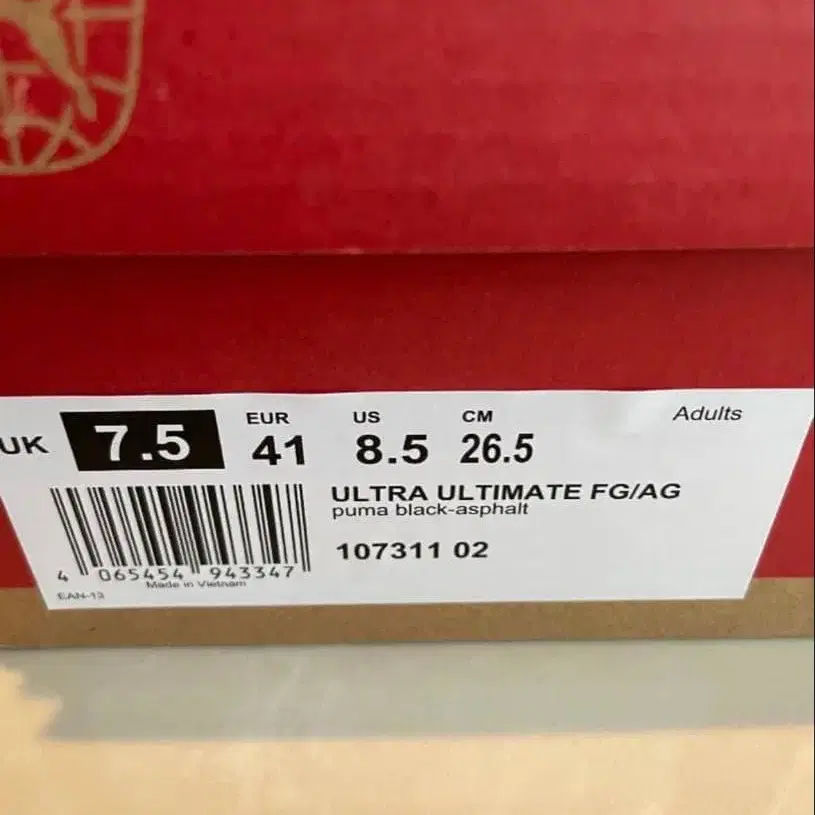 UK 7.5 EUR 41 US 8.5 CM 26.5 Adults
ULTRA ULTIMATE FG/AG
puma black-asphalt
107311 02
4 065454 943347
Made in Vietnam
EAN-13